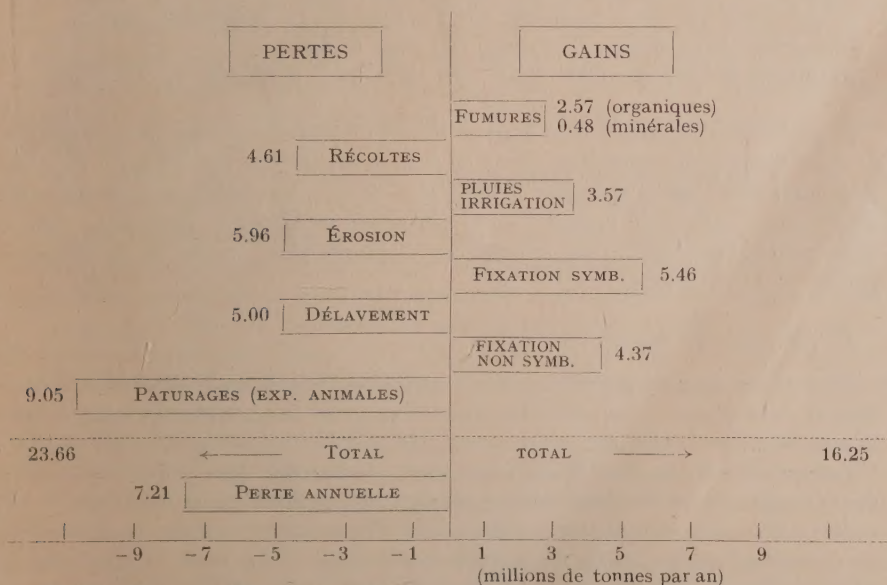 PERTES GAINS
FUMURES 2.57 (organiques)
0.48 (minérales)
4.61 RÉCOLTES
PLUIES
IRRIGATION 3.57
5.96 ÉROSION
FIXATION SYMB. 5.46
5.00 DÉLAVEMENT
FIXATION
NON SYMB. 4.37
9.05 PATURAGES (EXP. ANIMALES)
23.66 ← TOTAL TOTAL → 16.25
7.21 PERTE ANNUELLE
– 9 – 7 – 5 – 3 – 1 1 3 5 7 9
(millions de tonnes par an)